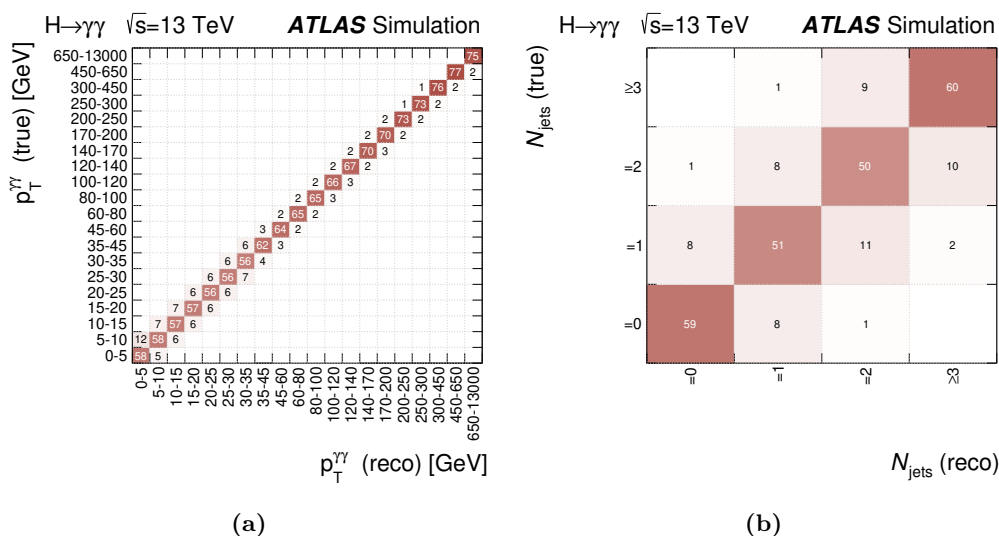 H→γγ √s=13 TeV ATLAS Simulation
p_T^γγ (true) [GeV]
650-13000 75
450-650 77 2
300-450 1 76 2
250-300 1 73 2
200-250 2 73 2
170-200 2 70 2
140-170 2 70 3
120-140 2 67 2
100-120 2 66 3
80-100 2 65 3
60-80 2 65 2
45-60 3 64 2
35-45 6 62 3
30-35 6 56 4
25-30 6 56 7
20-25 6 56 6
15-20 7 57 6
10-15 7 57 6
5-10 12 58 6
0-5 58 5
0-5
5-10
10-15
15-20
20-25
25-30
30-35
35-45
45-60
60-80
80-100
100-120
120-140
140-170
170-200
200-250
250-300
300-450
450-650
650-13000
p_T^γγ (reco) [GeV]
(a)
H→γγ √s=13 TeV ATLAS Simulation
N_jets (true)
≥3 1 9 60
=2 1 8 50 10
=1 8 51 11 2
=0 59 8 1
=0
=1
=2
≥3
N_jets (reco)
(b)